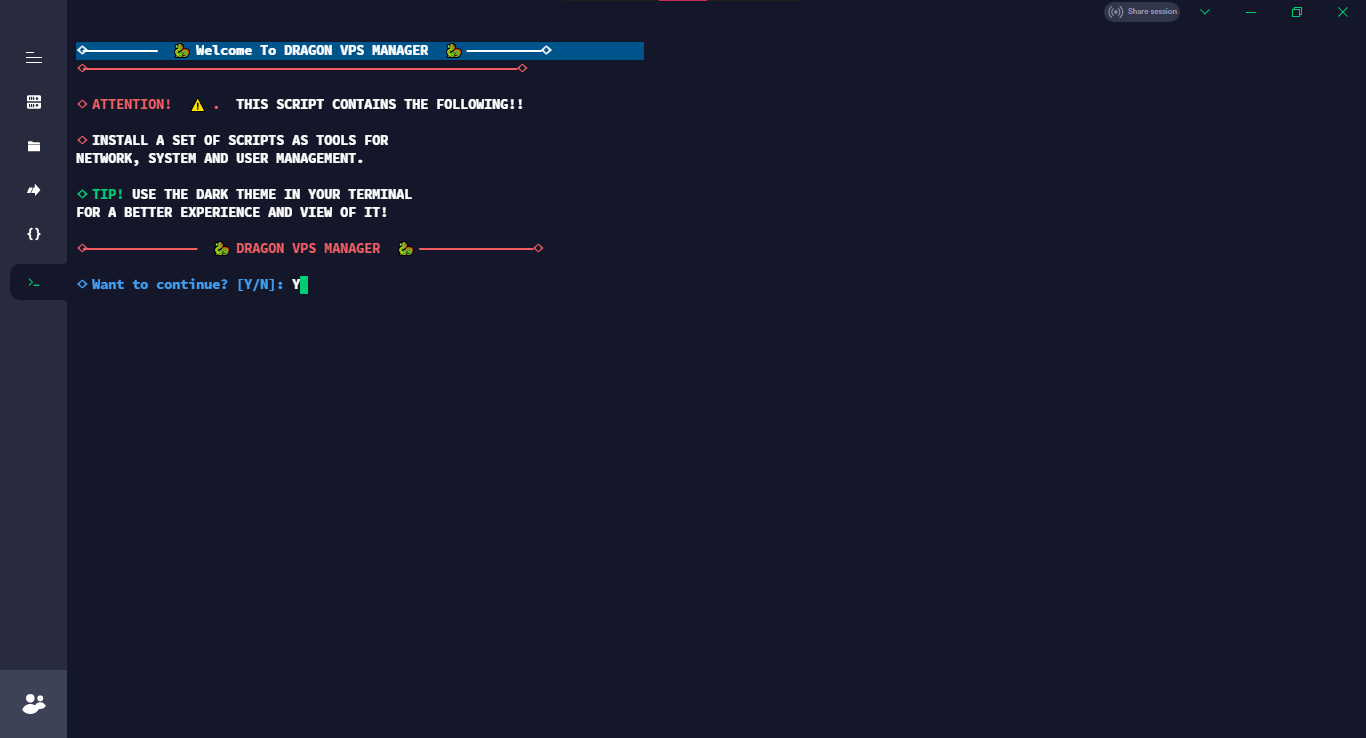 Share session
Welcome To DRAGON VPS MANAGER
ATTENTION! . THIS SCRIPT CONTAINS THE FOLLOWING!!
INSTALL A SET OF SCRIPTS AS TOOLS FOR
NETWORK, SYSTEM AND USER MANAGEMENT.
TIP! USE THE DARK THEME IN YOUR TERMINAL
FOR A BETTER EXPERIENCE AND VIEW OF IT!
DRAGON VPS MANAGER
Want to continue? [Y/N]: Y